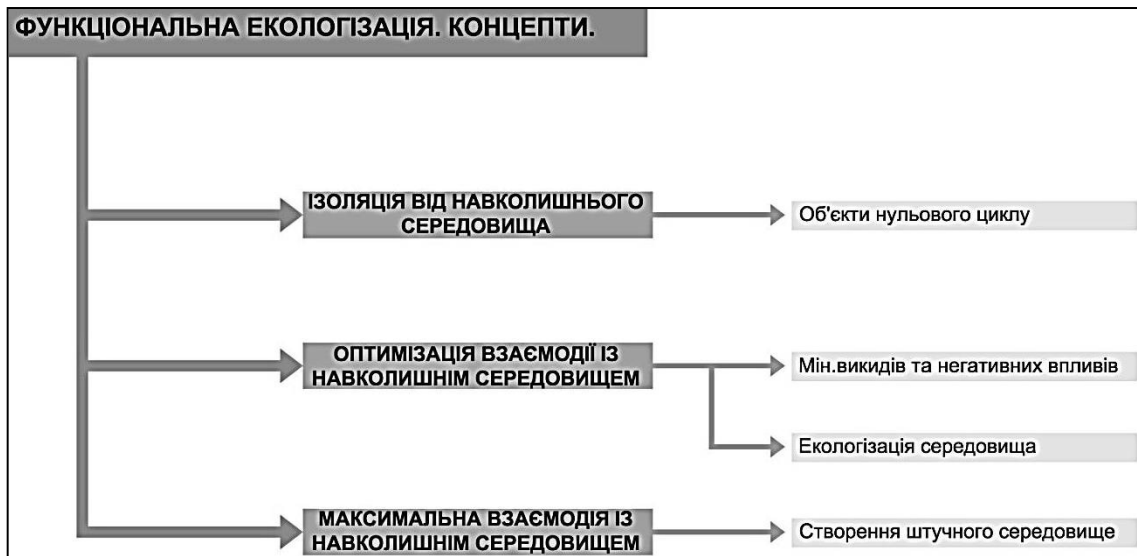 ФУНКЦІОНАЛЬНА ЕКОЛОГІЗАЦІЯ. КОНЦЕПТИ.
ІЗОЛЯЦІЯ ВІД НАВКОЛИШНЬОГО
СЕРЕДОВИЩА
Об'єкти нульового циклу
ОПТИМІЗАЦІЯ ВЗАЄМОДІЇ ІЗ
НАВКОЛИШНІМ СЕРЕДОВИЩЕМ
Мін.викидів та негативних впливів
Екологізація середовища
МАКСИМАЛЬНА ВЗАЄМОДІЯ ІЗ
НАВКОЛИШНІМ СЕРЕДОВИЩЕМ
Створення штучного середовище